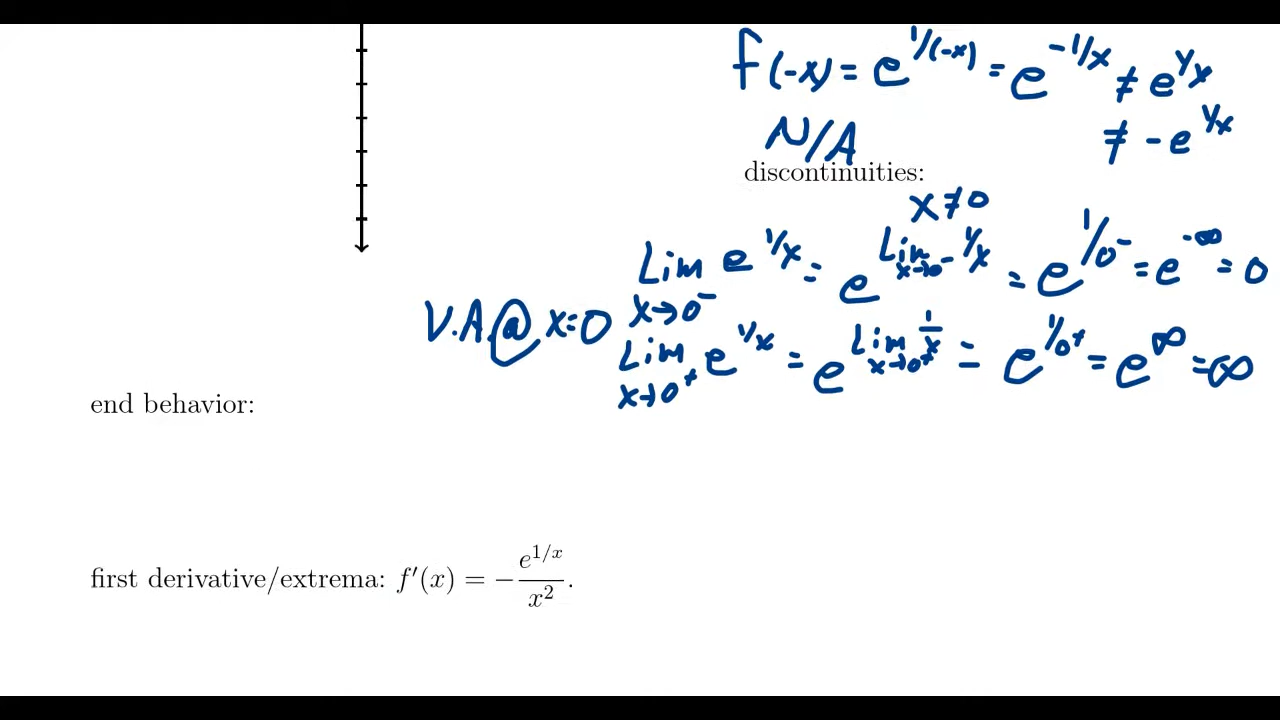 f(-x) = e^{1/(-x)} = e^{-1/x} ≠ e^{1/x}
≠ -e^{1/x}
N/A
discontinuities:
x ≠ 0
Lim_{x→0^-} e^{1/x} = e^{Lim_{x→0^-} 1/x} = e^{1/0^-} = e^{-∞} = 0
V.A. @ x=0
Lim_{x→0^+} e^{1/x} = e^{Lim_{x→0^+} 1/x} = e^{1/0^+} = e^{∞} = ∞
end behavior:
first derivative/extrema: f′(x) = -\frac{e^{1/x}}{x^2}.